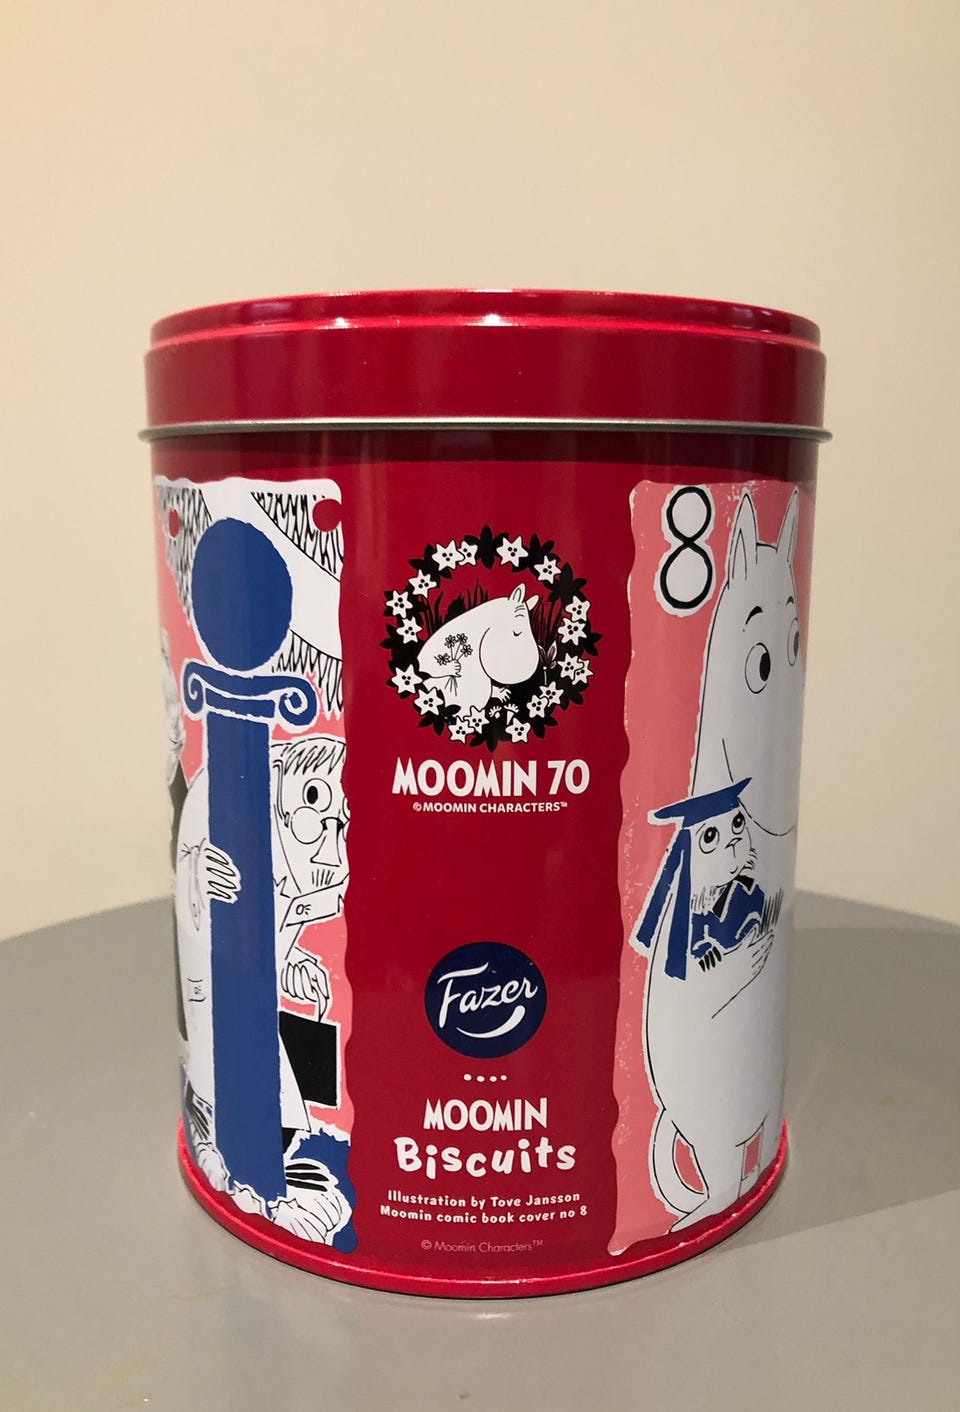 8
MOOMIN 70
© MOOMIN CHARACTERS™
Fazer
MOOMIN
Biscuits
Illustration by Tove Jansson
Moomin comic book cover no 8
© Moomin Characters™